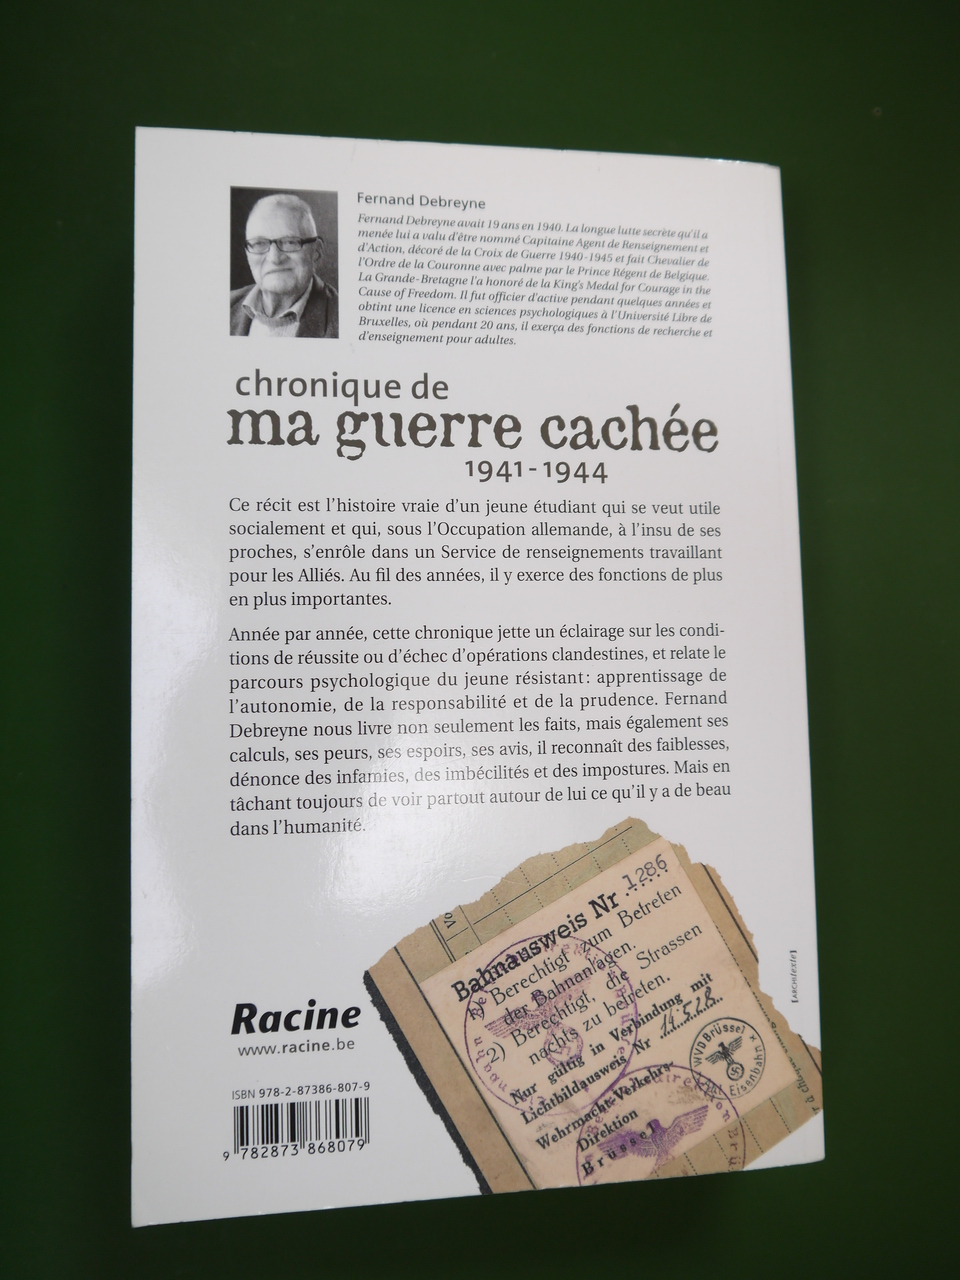 Fernand Debreyne
Fernand Debreyne avait 19 ans en 1940. La longue lutte secrète qu'il a
menée lui a valu d'être nommé Capitaine Agent de Renseignement et
d'Action, décoré de la Croix de Guerre 1940-1945 et fait Chevalier de
l'Ordre de la Couronne avec palme par le Prince Régent de Belgique.
La Grande-Bretagne l'a honoré de la King's Medal for Courage in the
Cause of Freedom. Il fut officier d'active pendant quelques années et
obtint une licence en sciences psychologiques à l'Université Libre de
Bruxelles, où pendant 20 ans, il exerça des fonctions de recherche et
d'enseignement pour adultes.
chronique de
ma guerre cachée
1941-1944
Ce récit est l'histoire vraie d'un jeune étudiant qui se veut utile
socialement et qui, sous l'Occupation allemande, à l'insu de ses
proches, s'enrôle dans un Service de renseignements travaillant
pour les Alliés. Au fil des années, il y exerce des fonctions de plus
en plus importantes.
Année par année, cette chronique jette un éclairage sur les condi-
tions de réussite ou d'échec d'opérations clandestines, et relate le
parcours psychologique du jeune résistant : apprentissage de
l'autonomie, de la responsabilité et de la prudence. Fernand
Debreyne nous livre non seulement les faits, mais également ses
calculs, ses peurs, ses espoirs, ses avis, il reconnaît des faiblesses,
dénonce des infamies, des imbécilités et des impostures. Mais en
tâchant toujours de voir partout autour de lui ce qu'il y a de beau
dans l'humanité.
Bahnausweis Nr 1286
Berechtigt zum Betreten
der Bahnanlagen.
2) Berechtigt, die Strassen
nachts zu betreten.
Nur gültig in Verbindung mit
Lichtbildausweis Nr 14.528
Wehrmacht-Verkehrs-
Direktion
Brüssel
WVD Brüssel
Eisenbahn
[ARCHItexte]
Racine
www.racine.be
ISBN 978-2-87386-807-9
9 782873 868079